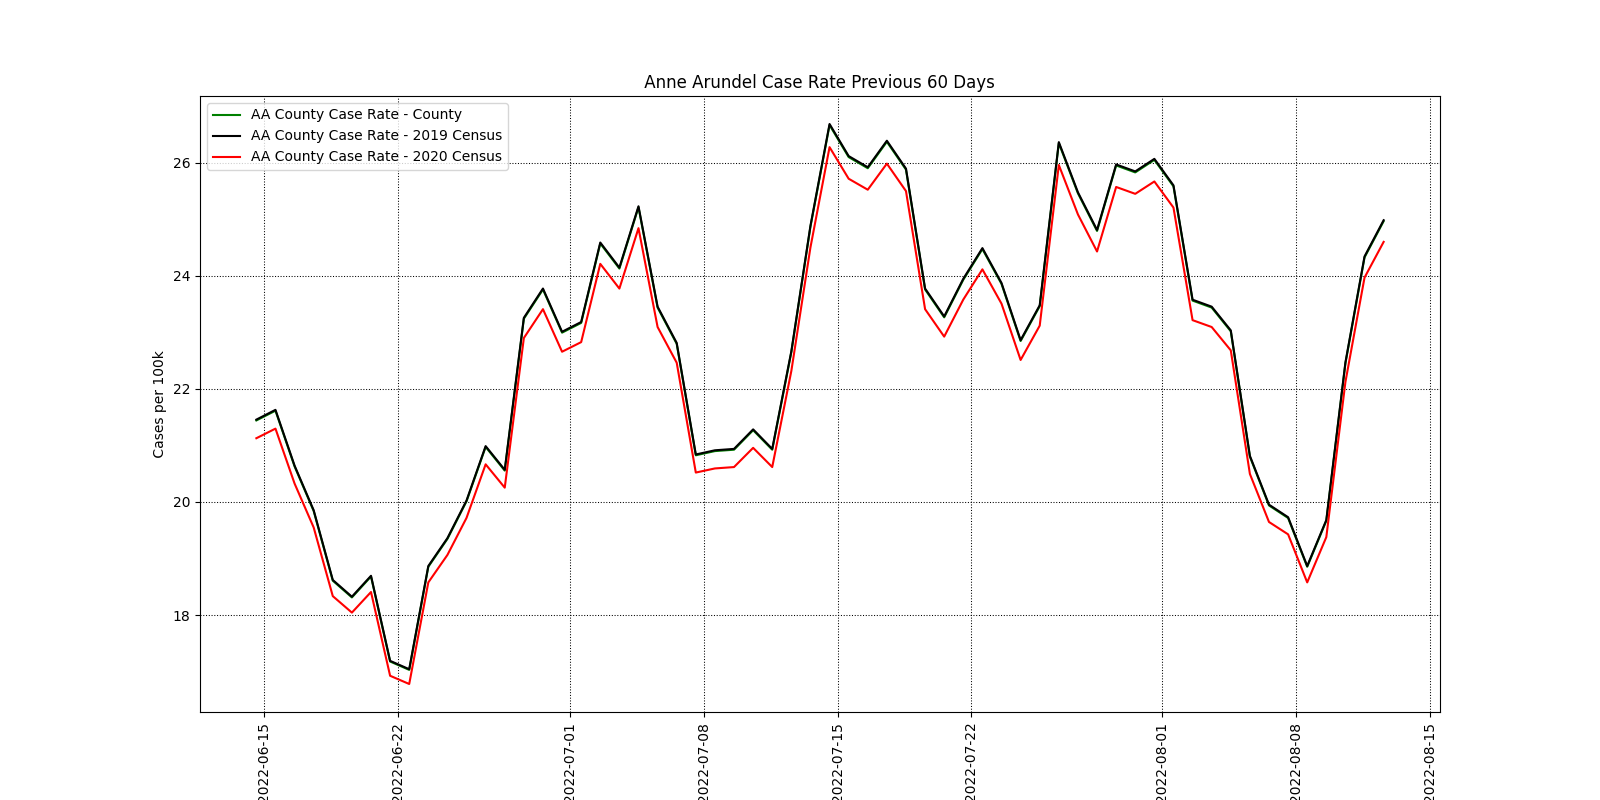 Anne Arundel Case Rate Previous 60 Days
AA County Case Rate - County
AA County Case Rate - 2019 Census
AA County Case Rate - 2020 Census
Cases per 100k
26
24
22
20
18
2022-06-15
2022-06-22
2022-07-01
2022-07-08
2022-07-15
2022-07-22
2022-08-01
2022-08-08
2022-08-15